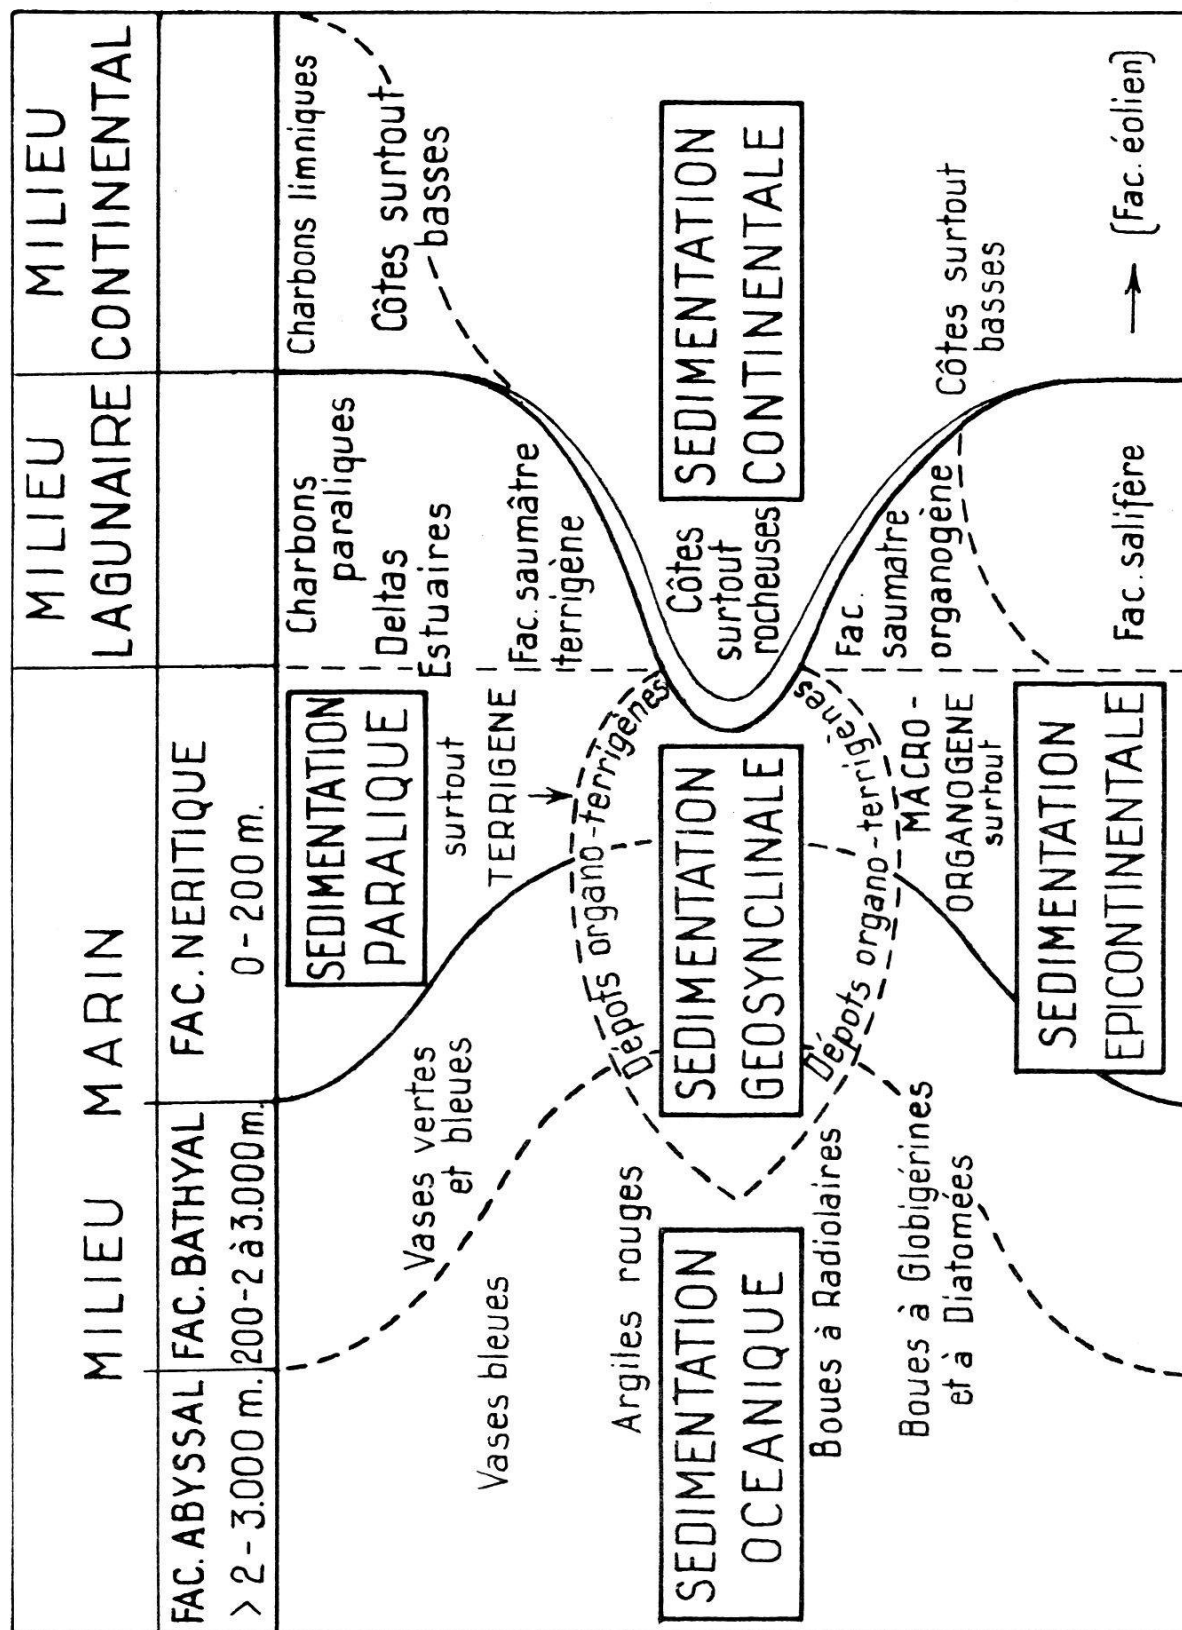 MILIEU MARIN
MILIEU
LAGUNAIRE
MILIEU
CONTINENTAL
FAC. ABYSSAL
> 2 - 3.000 m.
FAC. BATHYAL
200-2 à 3.000 m.
FAC. NERITIQUE
0 - 200 m.
SEDIMENTATION
PARALIQUE
Charbons
paraliques
Deltas
Estuaires
Charbons limniques
Côtes surtout
basses
Vases vertes
et bleues
surtout
TERRIGENE
Fac. saumâtre
terrigène
Vases bleues
Dépots organo-terrigènes
Argiles rouges
SEDIMENTATION
OCEANIQUE
SEDIMENTATION
GEOSYNCLINALE
Côtes
surtout
rocheuses
SEDIMENTATION
CONTINENTALE
Boues à Radiolaires
Dépots organo-terrigènes
Fac.
saumatre
organogène
Boues à Globigérines
et à Diatomées
MACRO-
ORGANOGENE
surtout
Côtes surtout
basses
SEDIMENTATION
EPICONTINENTALE
Fac. salifère
→ (Fac. éolien)